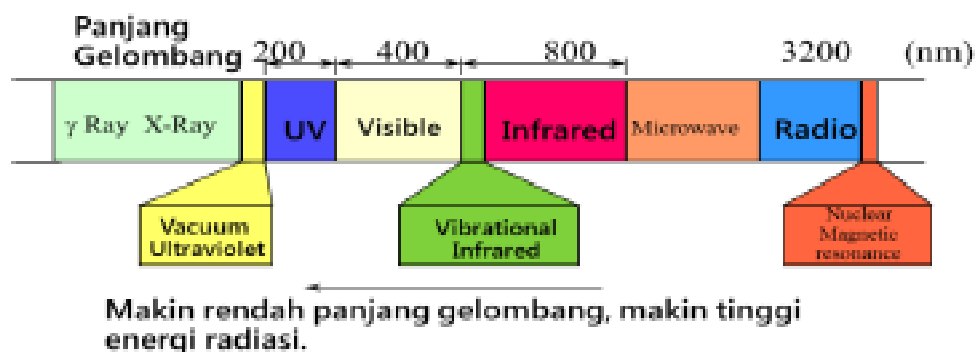 Panjang
Gelombang 200 400 800 3200 (nm)
γ Ray X-Ray UV Visible Infrared Microwave Radio
Vacuum
Ultraviolet
Vibrational
Infrared
Nuclear
Magnetic
resonance
Makin rendah panjang gelombang, makin tinggi
energi radiasi.